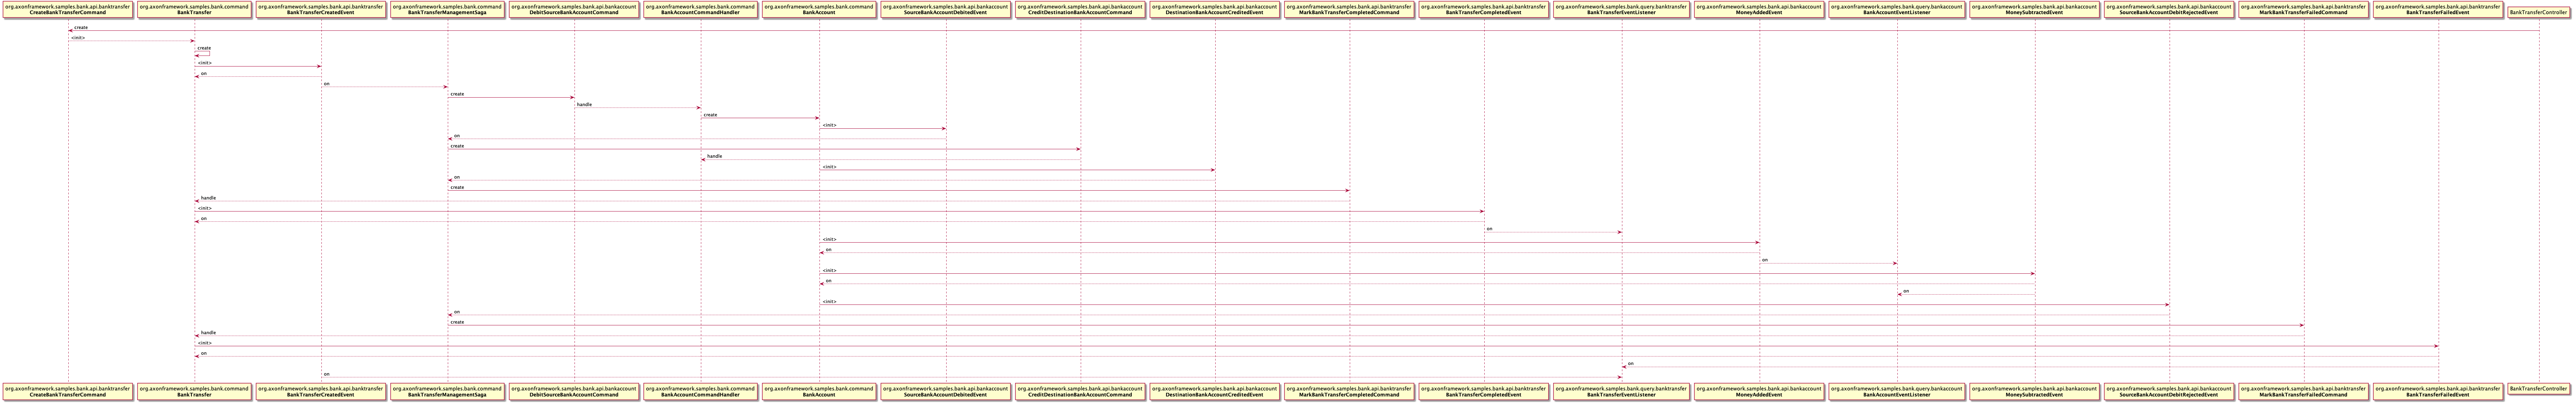 org.axonframework.samples.bank.api.banktransfer
CreateBankTransferCommand
org.axonframework.samples.bank.command
BankTransfer
org.axonframework.samples.bank.api.banktransfer
BankTransferCreatedEvent
org.axonframework.samples.bank.command
BankTransferManagementSaga
org.axonframework.samples.bank.api.bankaccount
DebitSourceBankAccountCommand
org.axonframework.samples.bank.command
BankAccountCommandHandler
org.axonframework.samples.bank.command
BankAccount
org.axonframework.samples.bank.api.bankaccount
SourceBankAccountDebitedEvent
org.axonframework.samples.bank.api.bankaccount
CreditDestinationBankAccountCommand
org.axonframework.samples.bank.api.bankaccount
DestinationBankAccountCreditedEvent
org.axonframework.samples.bank.api.banktransfer
MarkBankTransferCompletedCommand
org.axonframework.samples.bank.api.banktransfer
BankTransferCompletedEvent
org.axonframework.samples.bank.query.banktransfer
BankTransferEventListener
org.axonframework.samples.bank.api.bankaccount
MoneyAddedEvent
org.axonframework.samples.bank.query.bankaccount
BankAccountEventListener
org.axonframework.samples.bank.api.bankaccount
MoneySubtractedEvent
org.axonframework.samples.bank.api.bankaccount
SourceBankAccountDebitRejectedEvent
org.axonframework.samples.bank.api.banktransfer
MarkBankTransferFailedCommand
org.axonframework.samples.bank.api.banktransfer
BankTransferFailedEvent
BankTransferController
create
<init>
create
<init>
on
on
create
handle
create
<init>
on
create
handle
<init>
on
create
handle
<init>
on
on
<init>
on
on
<init>
on
on
<init>
on
create
handle
<init>
on
on
on
org.axonframework.samples.bank.api.banktransfer
CreateBankTransferCommand
org.axonframework.samples.bank.command
BankTransfer
org.axonframework.samples.bank.api.banktransfer
BankTransferCreatedEvent
org.axonframework.samples.bank.command
BankTransferManagementSaga
org.axonframework.samples.bank.api.bankaccount
DebitSourceBankAccountCommand
org.axonframework.samples.bank.command
BankAccountCommandHandler
org.axonframework.samples.bank.command
BankAccount
org.axonframework.samples.bank.api.bankaccount
SourceBankAccountDebitedEvent
org.axonframework.samples.bank.api.bankaccount
CreditDestinationBankAccountCommand
org.axonframework.samples.bank.api.bankaccount
DestinationBankAccountCreditedEvent
org.axonframework.samples.bank.api.banktransfer
MarkBankTransferCompletedCommand
org.axonframework.samples.bank.api.banktransfer
BankTransferCompletedEvent
org.axonframework.samples.bank.query.banktransfer
BankTransferEventListener
org.axonframework.samples.bank.api.bankaccount
MoneyAddedEvent
org.axonframework.samples.bank.query.bankaccount
BankAccountEventListener
org.axonframework.samples.bank.api.bankaccount
MoneySubtractedEvent
org.axonframework.samples.bank.api.bankaccount
SourceBankAccountDebitRejectedEvent
org.axonframework.samples.bank.api.banktransfer
MarkBankTransferFailedCommand
org.axonframework.samples.bank.api.banktransfer
BankTransferFailedEvent
BankTransferController